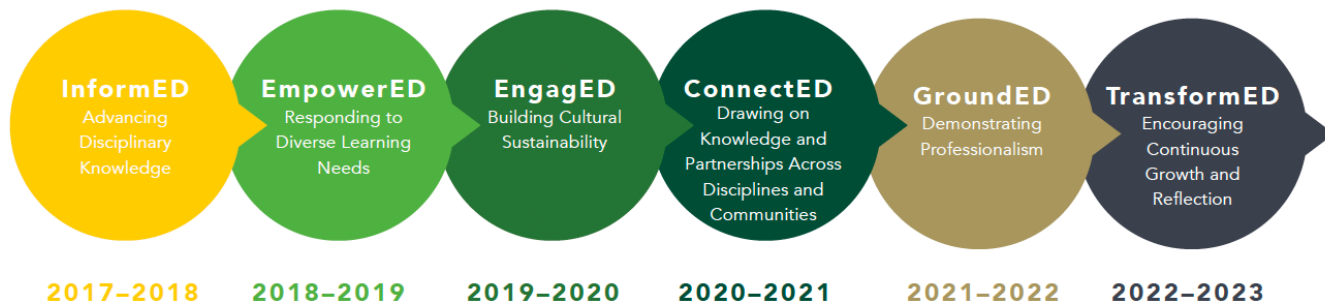 InformED
Advancing
Disciplinary
Knowledge
EmpowerED
Responding to
Diverse Learning
Needs
EngagED
Building Cultural
Sustainability
ConnectED
Drawing on
Knowledge and
Partnerships Across
Disciplines and
Communities
GroundED
Demonstrating
Professionalism
TransformED
Encouraging
Continuous
Growth and
Reflection
2017–2018
2018–2019
2019–2020
2020–2021
2021–2022
2022–2023